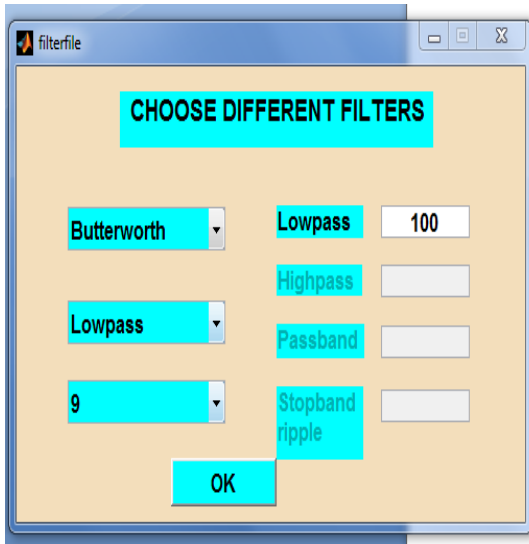 filterfile
CHOOSE DIFFERENT FILTERS
Butterworth
Lowpass 100
Highpass
Lowpass
Passband
9
Stopband
ripple
OK